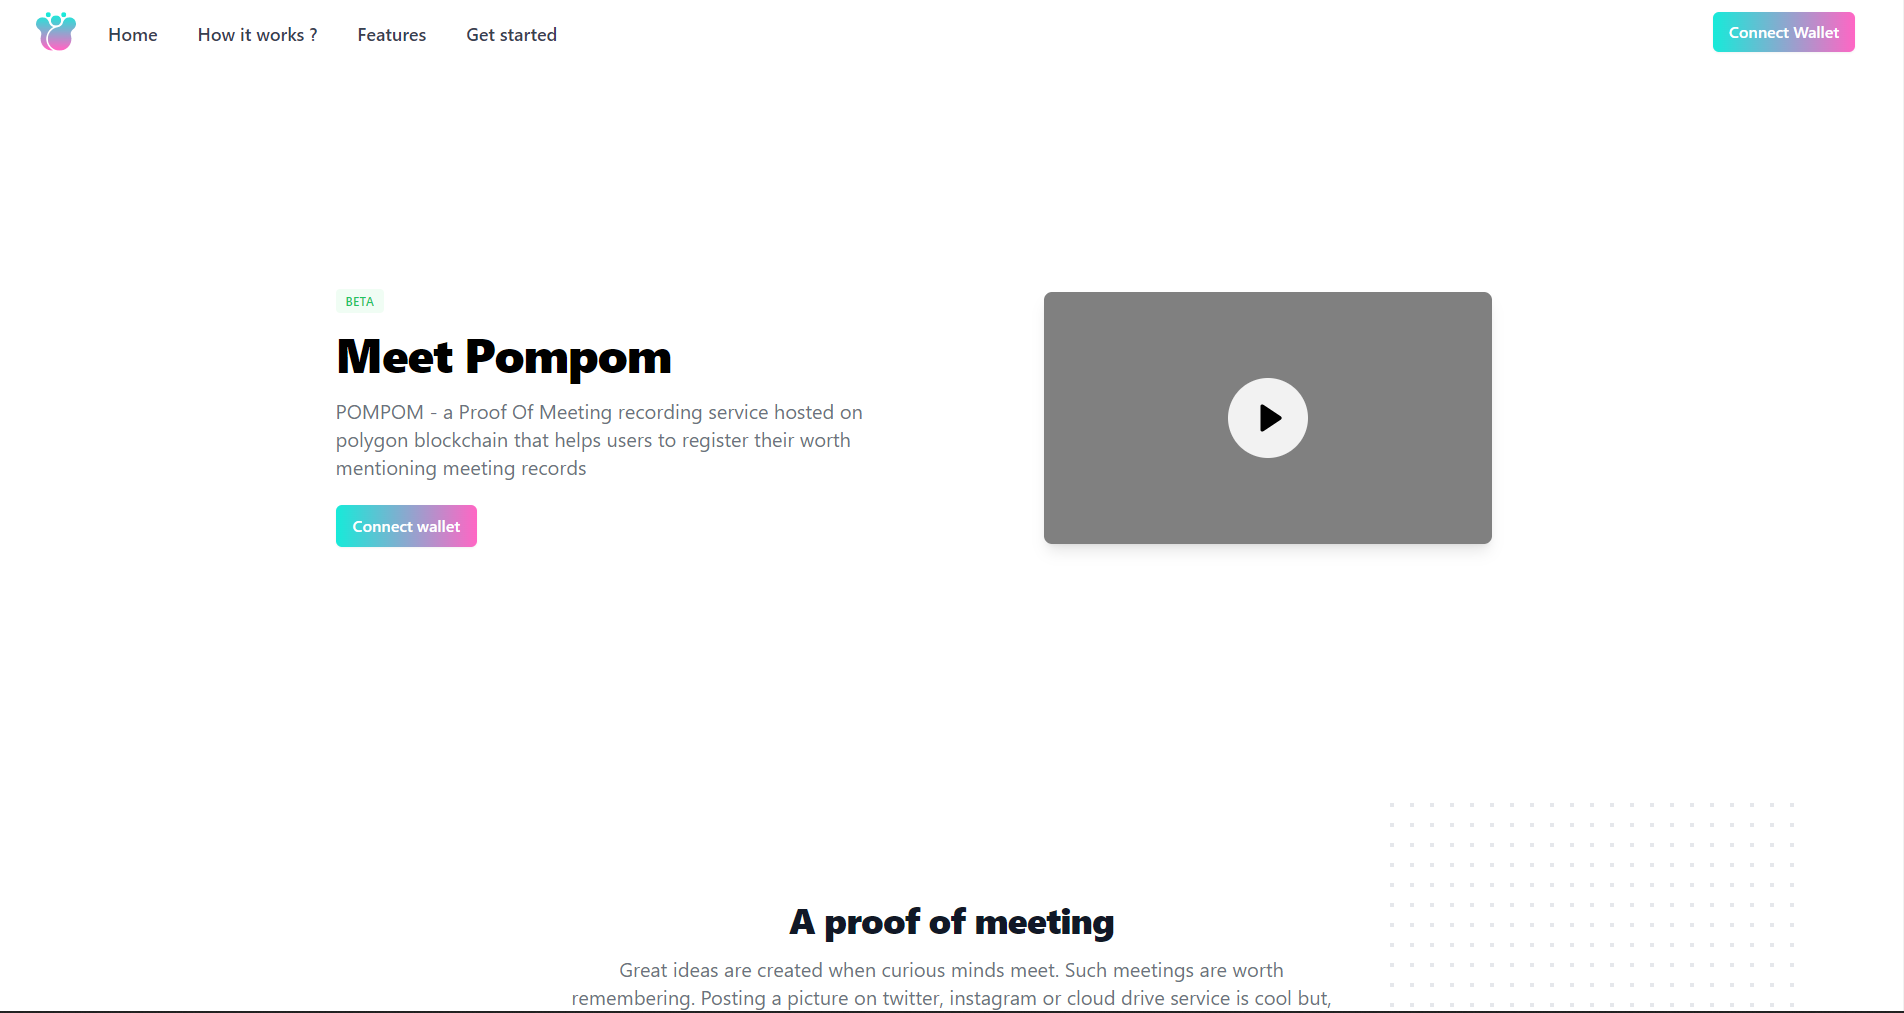 Home
How it works ?
Features
Get started
Connect Wallet
BETA
Meet Pompom
POMPOM - a Proof Of Meeting recording service hosted on
polygon blockchain that helps users to register their worth
mentioning meeting records
Connect wallet
A proof of meeting
Great ideas are created when curious minds meet. Such meetings are worth
remembering. Posting a picture on twitter, instagram or cloud drive service is cool but,